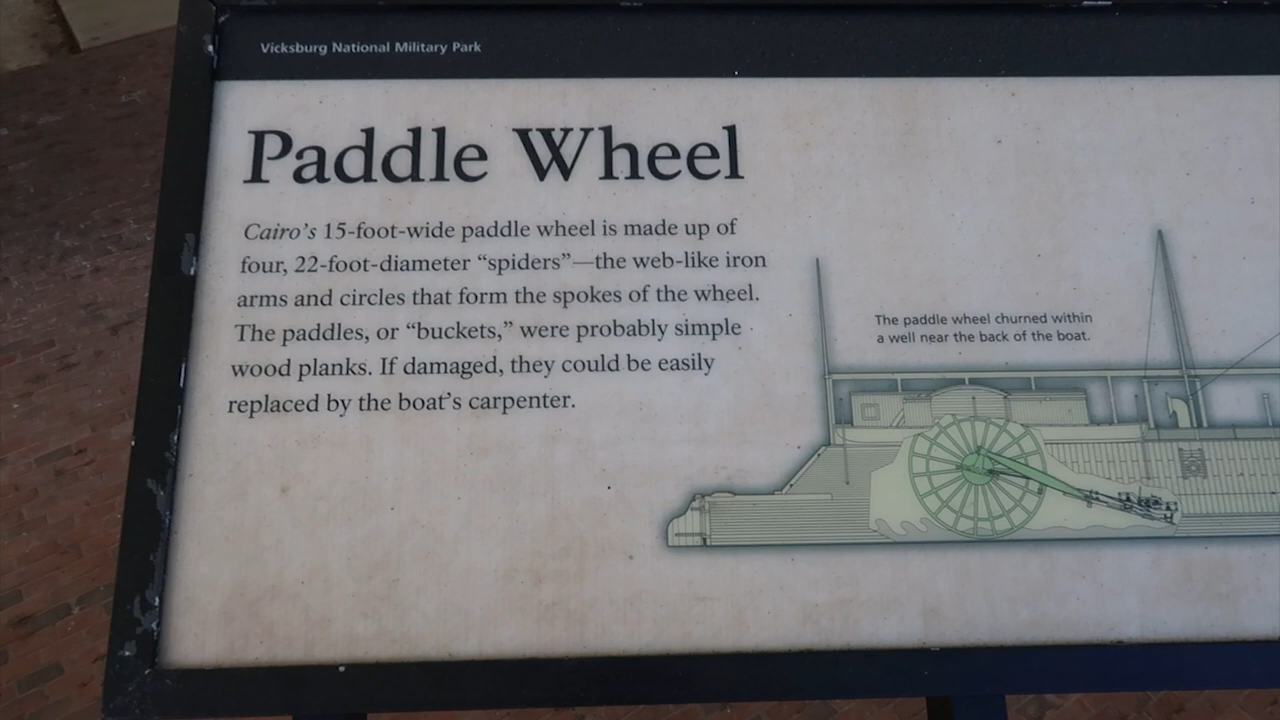 Vicksburg National Military Park
Paddle Wheel
Cairo’s 15-foot-wide paddle wheel is made up of
four, 22-foot-diameter “spiders”—the web-like iron
arms and circles that form the spokes of the wheel.
The paddles, or “buckets,” were probably simple
wood planks. If damaged, they could be easily
replaced by the boat’s carpenter.
The paddle wheel churned within
a well near the back of the boat.